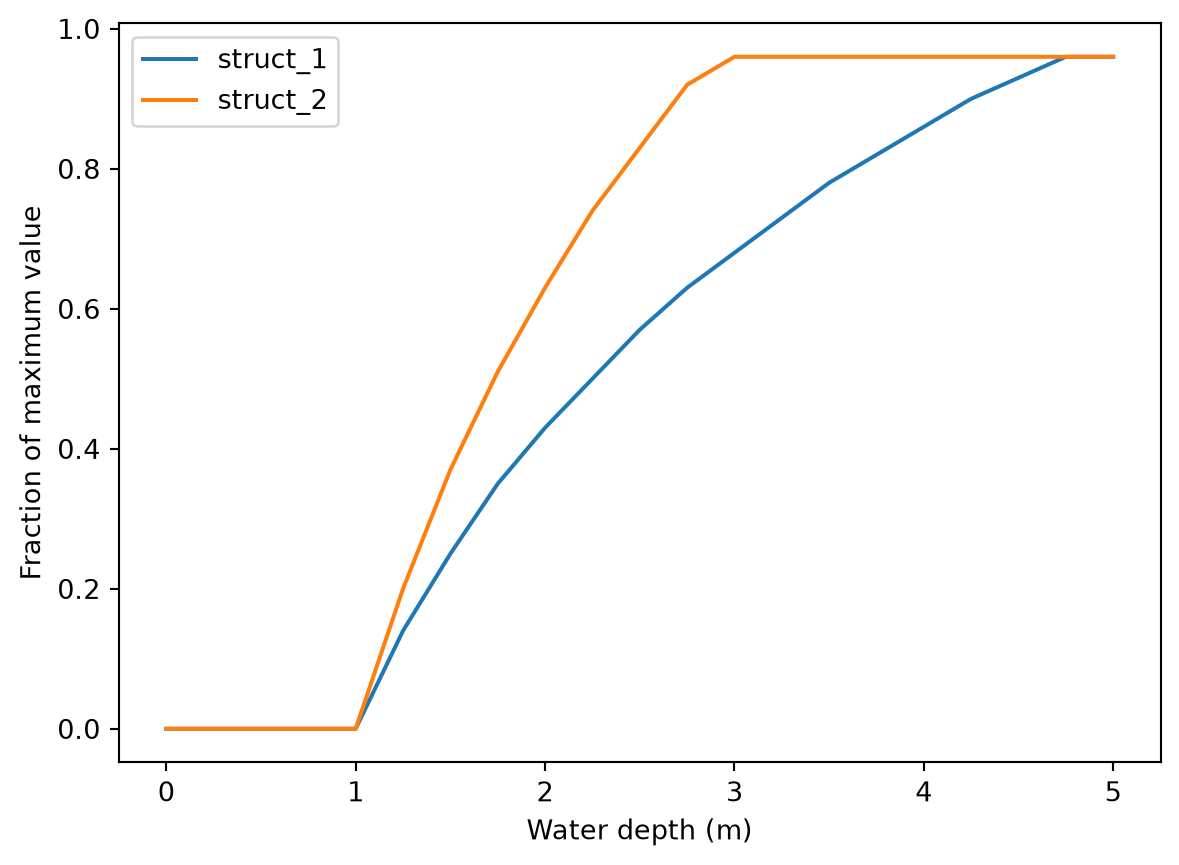 1.0
0.8
0.6
0.4
0.2
0.0
Fraction of maximum value
struct_1
struct_2
0 1 2 3 4 5
Water depth (m)